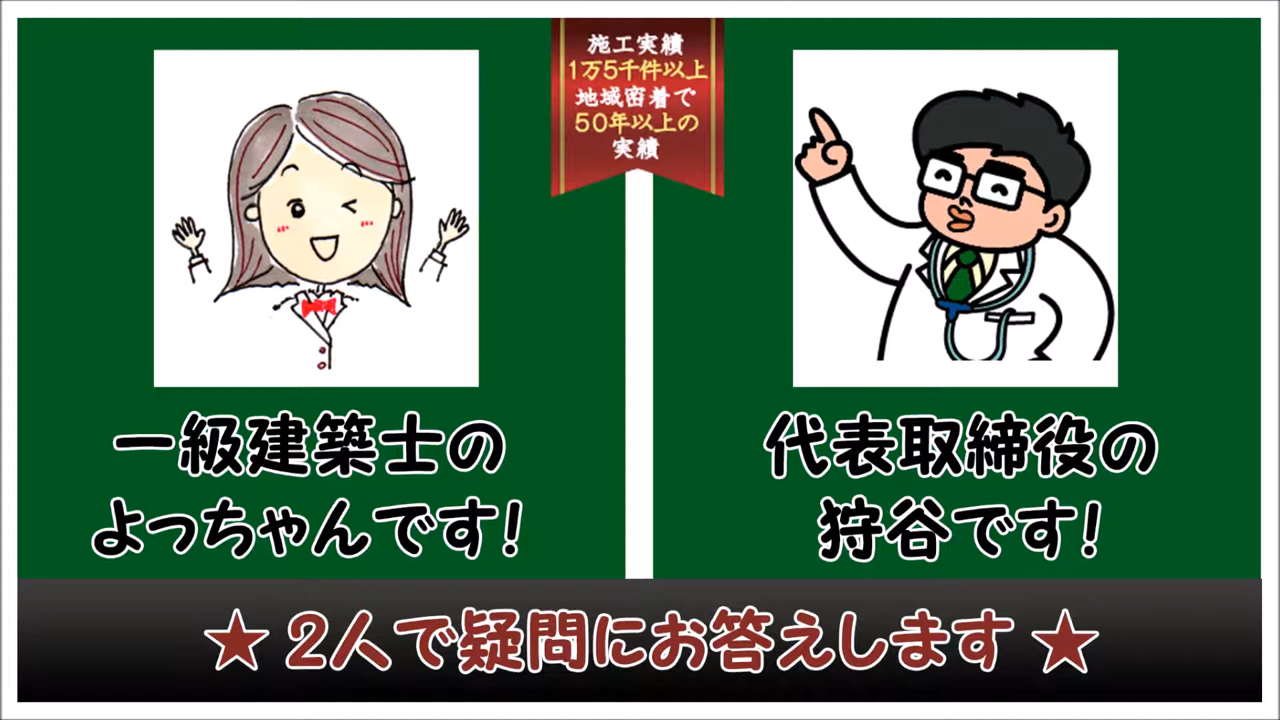 施工実績
1万5千件以上
地域密着で
50年以上の
実績
一級建築士の
よっちゃんです!
代表取締役の
狩谷です!
★ 2人で疑問にお答えします ★